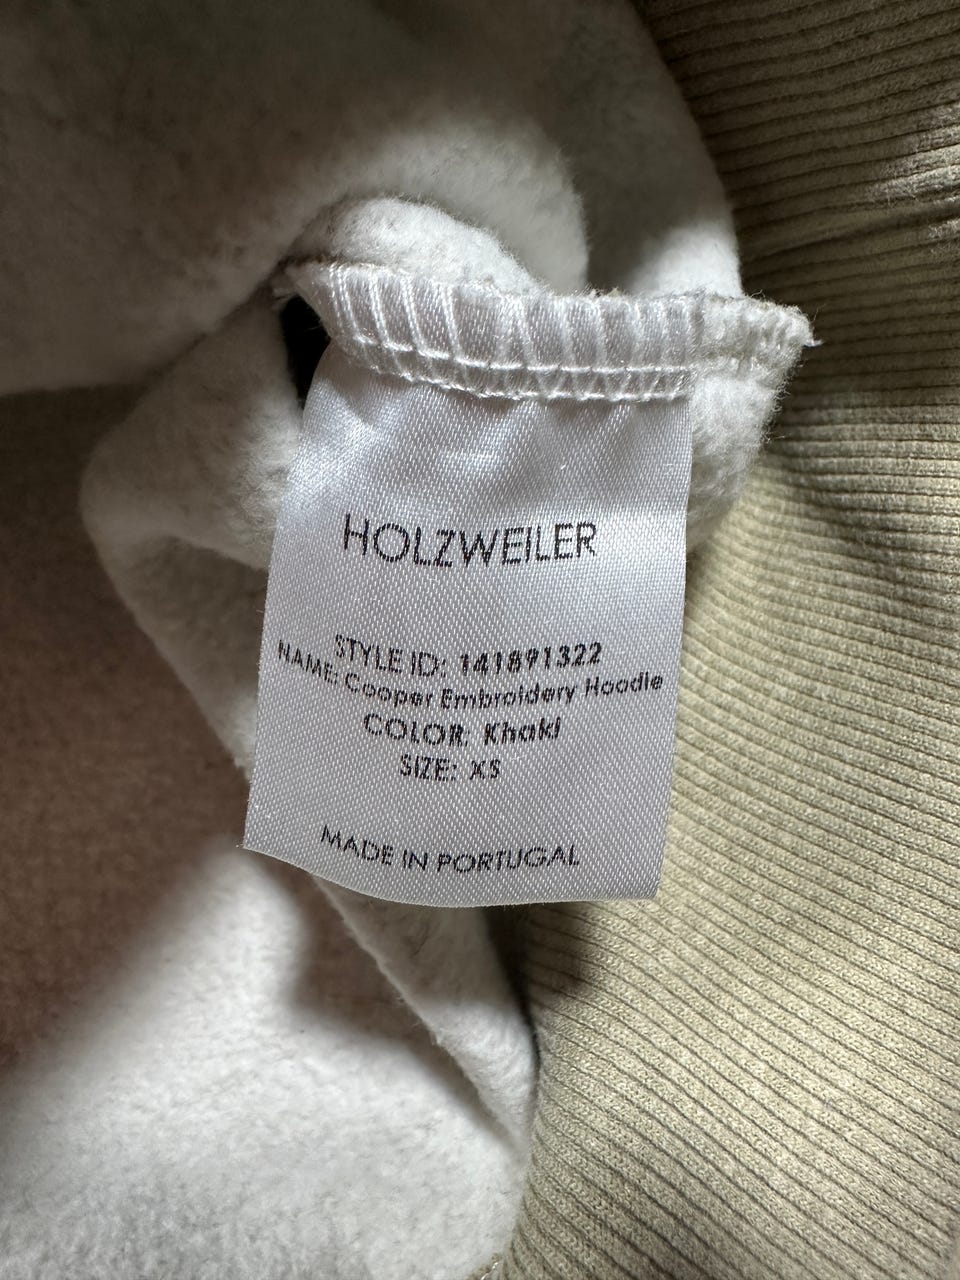 HOLZWEILER
STYLE ID: 141891322
NAME: Cooper Embroidery Hoodie
COLOR: Khaki
SIZE: XS
MADE IN PORTUGAL